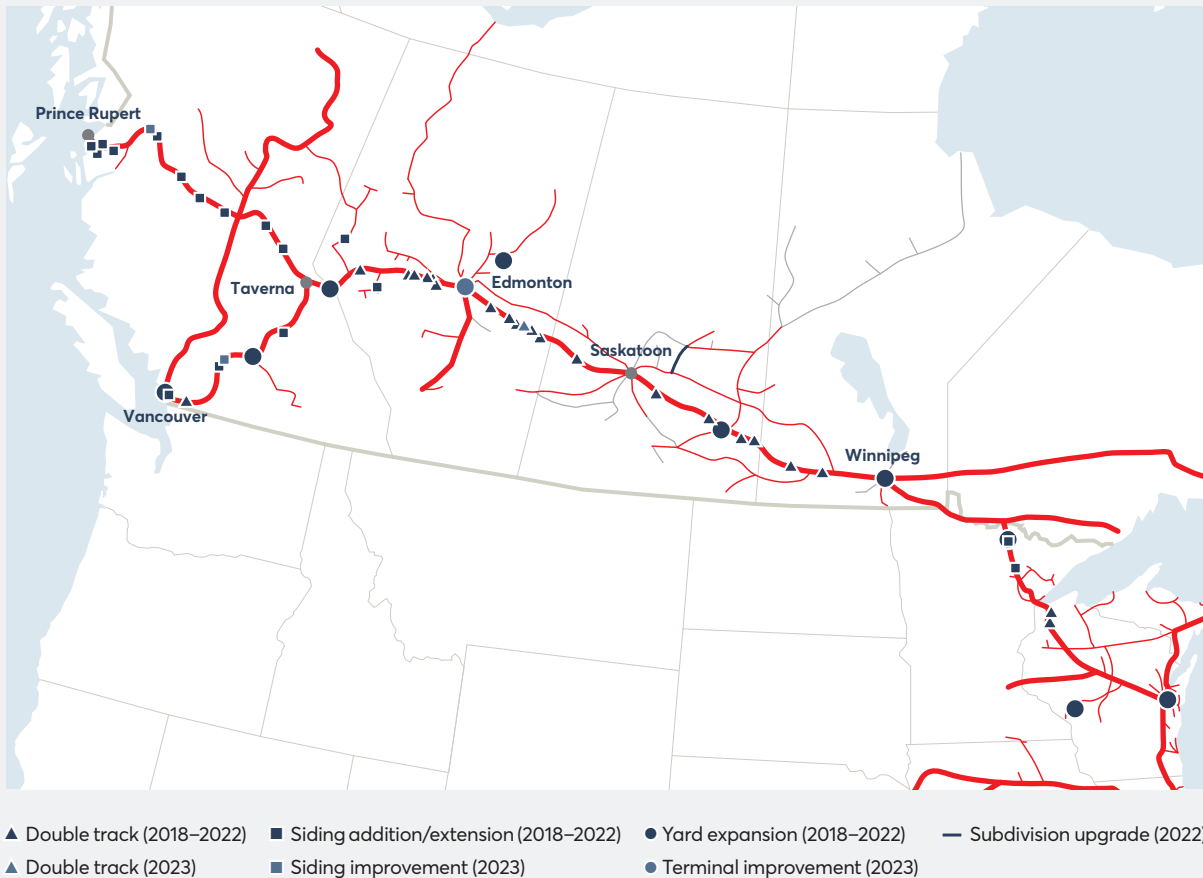 Prince Rupert
Edmonton
Taverna
Saskatoon
Vancouver
Winnipeg
Double track (2018–2022) Siding addition/extension (2018–2022) Yard expansion (2018–2022) Subdivision upgrade (2022)
Double track (2023) Siding improvement (2023) Terminal improvement (2023)